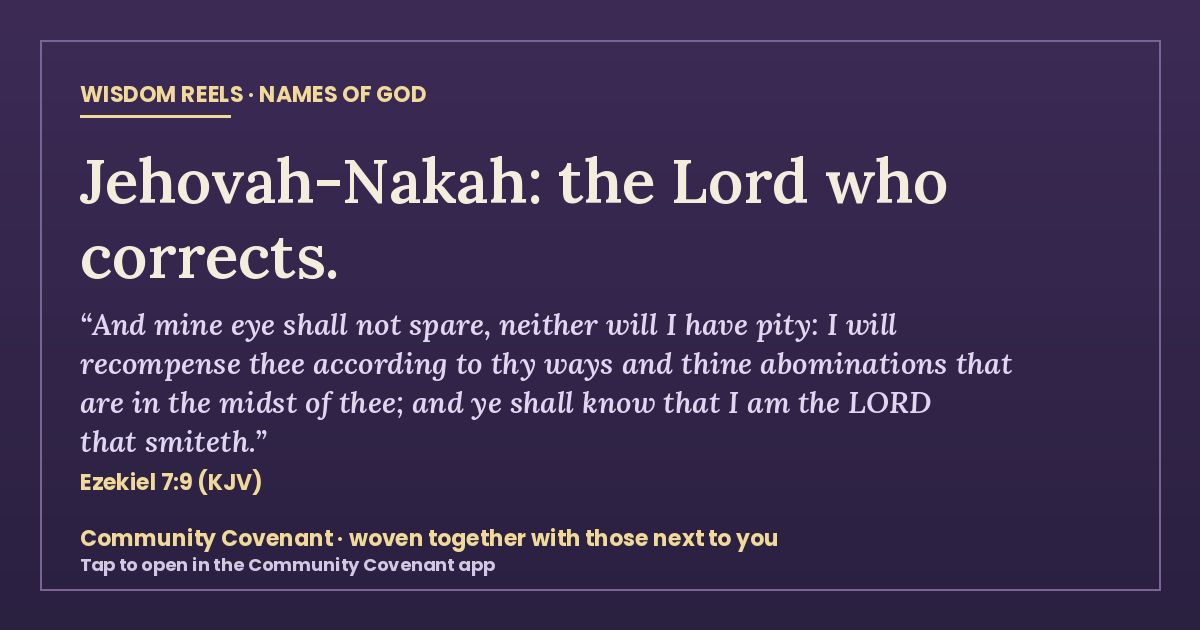 WISDOM REELS · NAMES OF GOD
Jehovah-Nakah: the Lord who
corrects.
“And mine eye shall not spare, neither will I have pity: I will
recompense thee according to thy ways and thine abominations that
are in the midst of thee; and ye shall know that I am the LORD
that smiteth.”
Ezekiel 7:9 (KJV)
Community Covenant · woven together with those next to you
Tap to open in the Community Covenant app